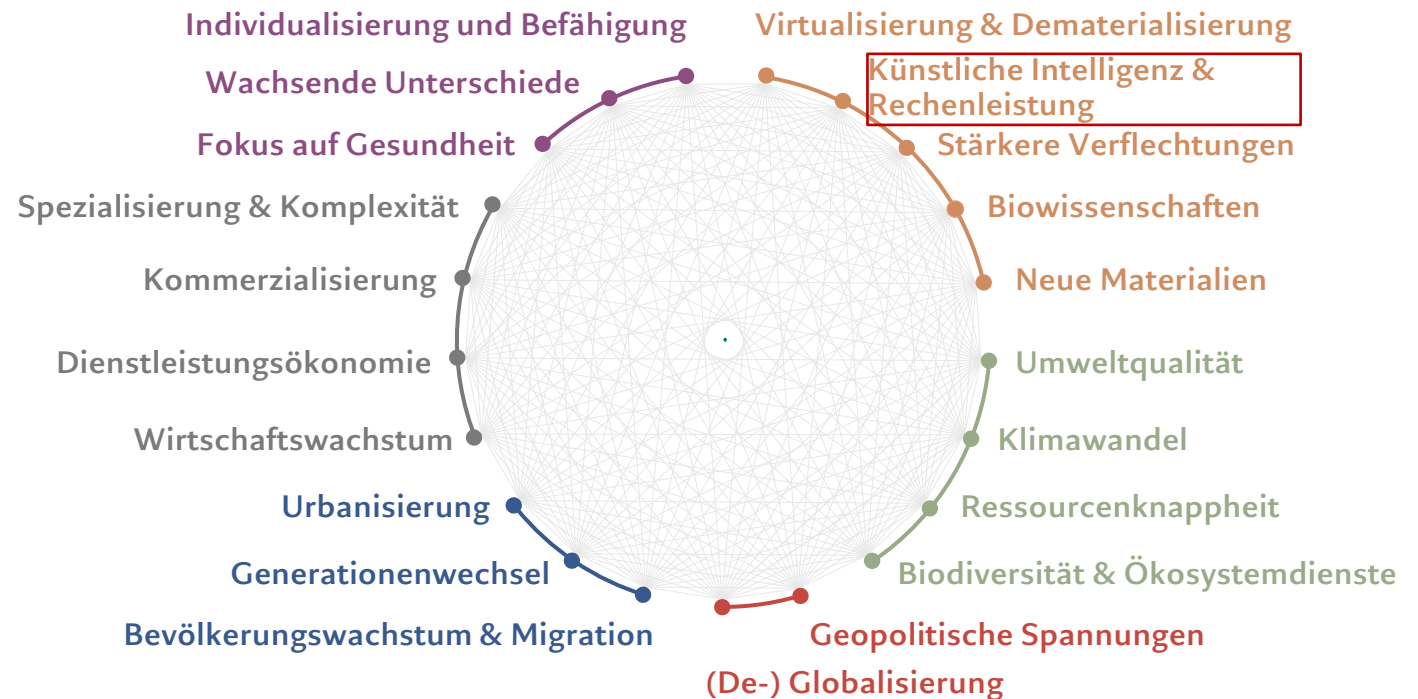 Individualisierung und Befähigung
Virtualisierung & Dematerialisierung
Wachsende Unterschiede
Künstliche Intelligenz &
Rechenleistung
Fokus auf Gesundheit
Stärkere Verflechtungen
Spezialisierung & Komplexität
Biowissenschaften
Kommerzialisierung
Neue Materialien
Dienstleistungsökonomie
Umweltqualität
Wirtschaftswachstum
Klimawandel
Urbanisierung
Ressourcenknappheit
Generationenwechsel
Biodiversität & Ökosystemdienste
Bevölkerungswachstum & Migration
Geopolitische Spannungen
(De-) Globalisierung